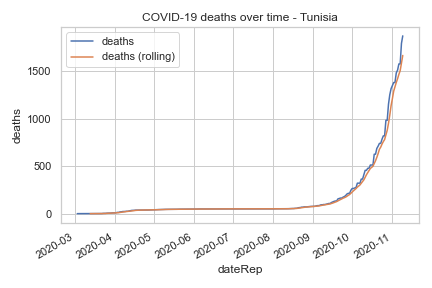 COVID-19 deaths over time - Tunisia
deaths
deaths (rolling)
1500
1000
500
0
deaths
2020-03
2020-04
2020-05
2020-06
2020-07
2020-08
2020-09
2020-10
2020-11
dateRep